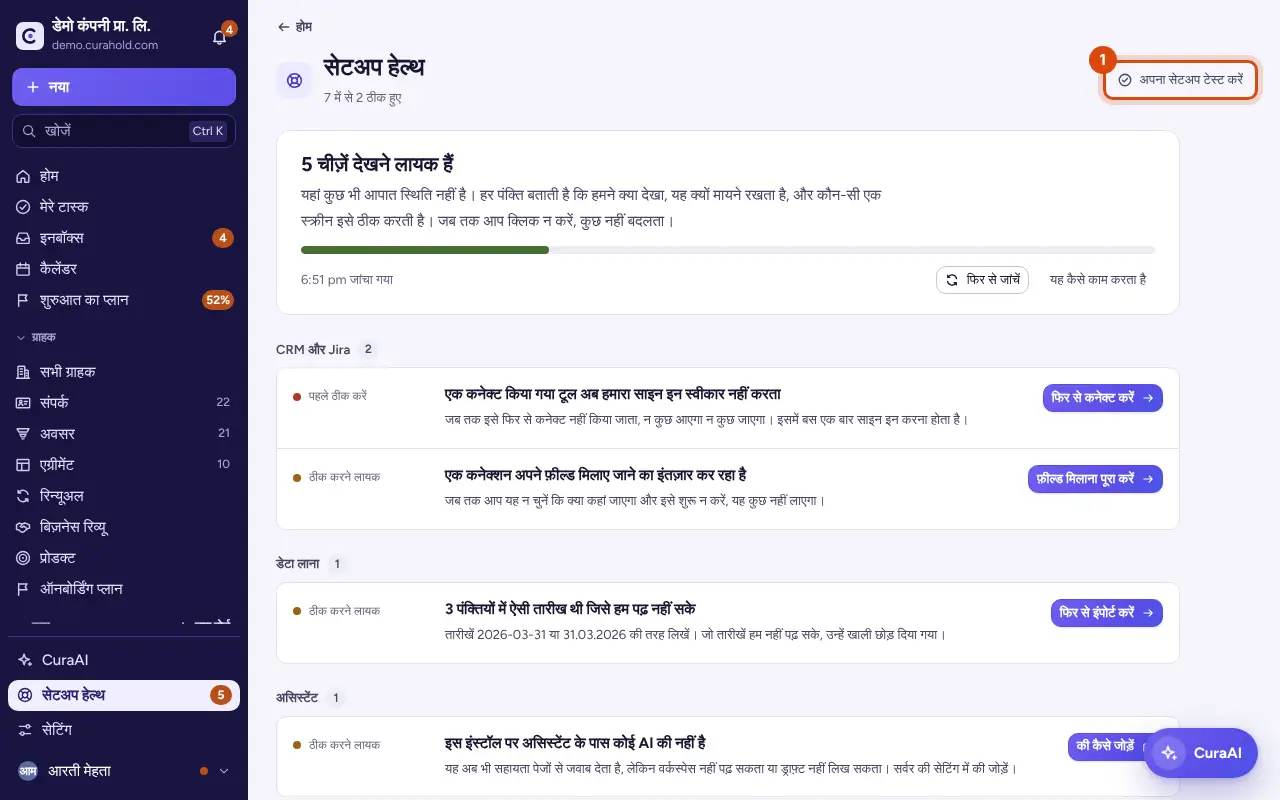 डेमो कंपनी प्रा. लि.
demo.curahold.com
4
नया
खोजें
Ctrl K
होम
मेरे टास्क
इनबॉक्स
4
कैलेंडर
शुरुआत का प्लान
52%
ग्राहक
सभी ग्राहक
संपर्क
22
अवसर
21
एग्रीमेंट
10
रिन्यूअल
बिज़नेस रिव्यू
प्रोडक्ट
ऑनबोर्डिंग प्लान
CuraAI
सेटअप हेल्थ
5
सेटिंग
आम
आरती मेहता
होम
सेटअप हेल्थ
7 में से 2 ठीक हुए
1
अपना सेटअप टेस्ट करें
5 चीज़ें देखने लायक हैं
यहां कुछ भी आपात स्थिति नहीं है। हर पंक्ति बताती है कि हमने क्या देखा, यह क्यों मायने रखता है, और कौन-सी एक
स्क्रीन इसे ठीक करती है। जब तक आप क्लिक न करें, कुछ नहीं बदलता।
6:51 pm जांचा गया
फिर से जांचें
यह कैसे काम करता है
CRM और Jira
2
पहले ठीक करें
एक कनेक्ट किया गया टूल अब हमारा साइन इन स्वीकार नहीं करता
जब तक इसे फिर से कनेक्ट नहीं किया जाता, न कुछ आएगा न कुछ जाएगा। इसमें बस एक बार साइन इन करना होता है।
फिर से कनेक्ट करें
ठीक करने लायक
एक कनेक्शन अपने फ़ील्ड मिलाए जाने का इंतज़ार कर रहा है
जब तक आप यह न चुनें कि क्या कहां जाएगा और इसे शुरू न करें, यह कुछ नहीं लाएगा।
फ़ील्ड मिलाना पूरा करें
डेटा लाना
1
ठीक करने लायक
3 पंक्तियों में ऐसी तारीख थी जिसे हम पढ़ नहीं सके
तारीखें 2026-03-31 या 31.03.2026 की तरह लिखें। जो तारीखें हम नहीं पढ़ सके, उन्हें खाली छोड़ दिया गया।
फिर से इंपोर्ट करें
असिस्टेंट
1
ठीक करने लायक
इस इंस्टॉल पर असिस्टेंट के पास कोई AI की नहीं है
यह अब भी सहायता पेजों से जवाब देता है, लेकिन वर्कस्पेस नहीं पढ़ सकता या ड्राफ़्ट नहीं लिख सकता। सर्वर की सेटिंग में की जोड़ें।
की कैसे जोड़ें
CuraAI